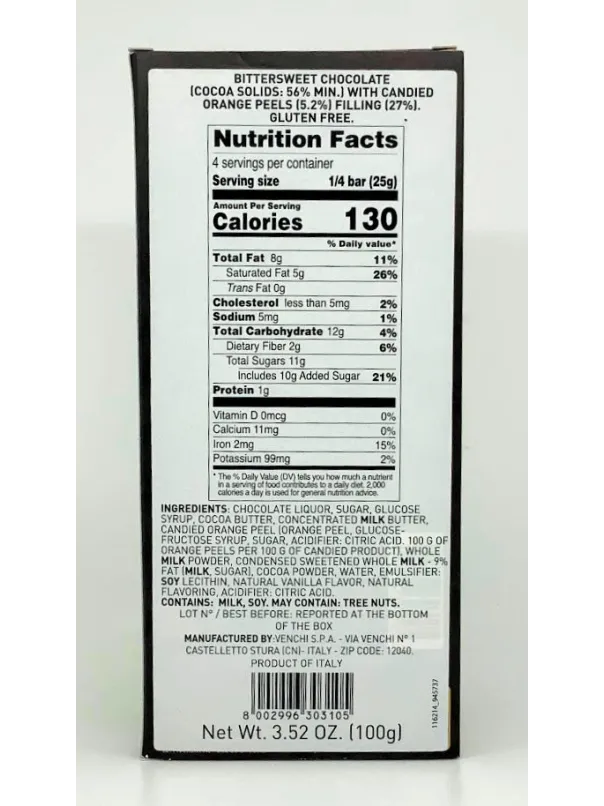 BITTERSWEET CHOCOLATE
(COCOA SOLIDS: 56% MIN.) WITH CANDIED
ORANGE PEELS (5.2%) FILLING (27%).
GLUTEN FREE.
Nutrition Facts
4 servings per container
Serving size 1/4 bar (25g)
Amount Per Serving
Calories 130
% Daily value*
Total Fat 8g 11%
Saturated Fat 5g 26%
Trans Fat 0g
Cholesterol less than 5mg 2%
Sodium 5mg 1%
Total Carbohydrate 12g 4%
Dietary Fiber 2g 6%
Total Sugars 11g
Includes 10g Added Sugar 21%
Protein 1g
Vitamin D 0mcg 0%
Calcium 11mg 0%
Iron 2mg 15%
Potassium 99mg 2%
* The % Daily Value (DV) tells you how much a nutrient
in a serving of food contributes to a daily diet. 2,000
calories a day is used for general nutrition advice.
INGREDIENTS: CHOCOLATE LIQUOR, SUGAR, GLUCOSE
SYRUP, COCOA BUTTER, CONCENTRATED MILK BUTTER,
CANDIED ORANGE PEEL (ORANGE PEEL, GLUCOSE-
FRUCTOSE SYRUP, SUGAR, ACIDIFIER: CITRIC ACID. 100 G OF
ORANGE PEELS PER 100 G OF CANDIED PRODUCT), WHOLE
MILK POWDER, CONDENSED SWEETENED WHOLE MILK - 9%
FAT (MILK, SUGAR), COCOA POWDER, WATER, EMULSIFIER:
SOY LECITHIN, NATURAL VANILLA FLAVOR, NATURAL
FLAVORING, ACIDIFIER: CITRIC ACID.
CONTAINS: MILK, SOY. MAY CONTAIN: TREE NUTS.
LOT N° / BEST BEFORE: REPORTED AT THE BOTTOM
OF THE BOX
MANUFACTURED BY:VENCHI S.P.A. - VIA VENCHI N° 1
CASTELLETTO STURA (CN)- ITALY - ZIP CODE: 12040.
PRODUCT OF ITALY
8 002996 303105
116214_945737
Net Wt. 3.52 OZ. (100g)